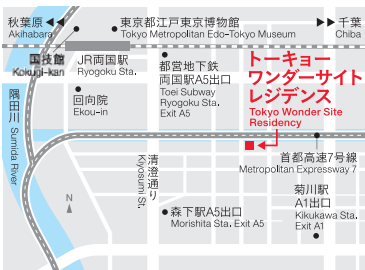 秋葉原 ◀◀
Akihabara
東京都江戸東京博物館
Tokyo Metropolitan Edo-Tokyo Museum
▶▶ 千葉
Chiba
国技館
Kokugi-kan
JR両国駅
Ryogoku Sta.
都営地下鉄
両国駅A5出口
Toei Subway
Ryogoku Sta.
Exit A5
トーキョー
ワンダーサイト
レジデンス
Tokyo Wonder Site
Residency
回向院
Ekou-in
隅田川 Sumida River
清澄通り
Kiyosumi St.
首都高速7号線
Metropolitan Expressway 7
菊川駅
A1出口
Kikukawa Sta.
Exit A1
N
森下駅A5出口
Morishita Sta. Exit A5